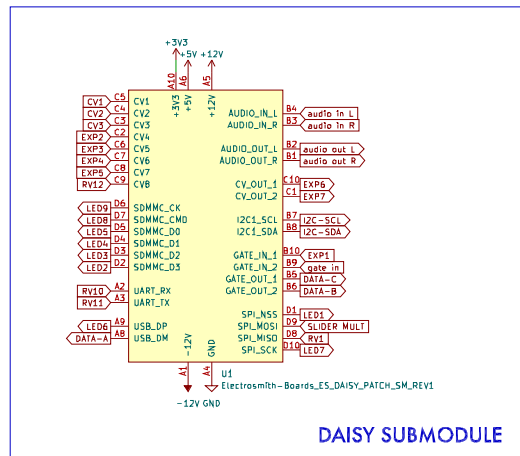 +3V3
+5V +12V
A10 A6 A5
+3V3 +5V +12V
CV1 C5 CV1
CV2 C4 CV2
CV3 C3 CV3
EXP2 C2 CV4
EXP3 C6 CV5
EXP4 C7 CV6
EXP5 C8 CV7
RV12 C9 CV8
AUDIO_IN_L B4 audio in L
AUDIO_IN_R B3 audio in R
AUDIO_OUT_L B2 audio out L
AUDIO_OUT_R B1 audio out R
CV_OUT_1 C10 EXP6
CV_OUT_2 C1 EXP7
LED9 D6 SDMMC_CK
LED8 D7 SDMMC_CMD
LED5 D5 SDMMC_D0
LED4 D4 SDMMC_D1
LED3 D3 SDMMC_D2
LED2 D2 SDMMC_D3
I2C1_SCL B7 I2C-SCL
I2C1_SDA B8 I2C-SDA
GATE_IN_1 B10 EXP1
GATE_IN_2 B9 gate in
GATE_OUT_1 B5 DATA-C
GATE_OUT_2 B6 DATA-B
RV10 A2 UART_RX
RV11 A3 UART_TX
LED6 A9 USB_DP
DATA-A A8 USB_DM
SPI_NSS D1 LED1
SPI_MOSI D9 SLIDER MULT
SPI_MISO D8 RV1
SPI_SCK D10 LED7
-12V GND
A1 A4
U1
Electrosmith-Boards_ES_DAISY_PATCH_SM_REV1
-12V GND
DAISY SUBMODULE